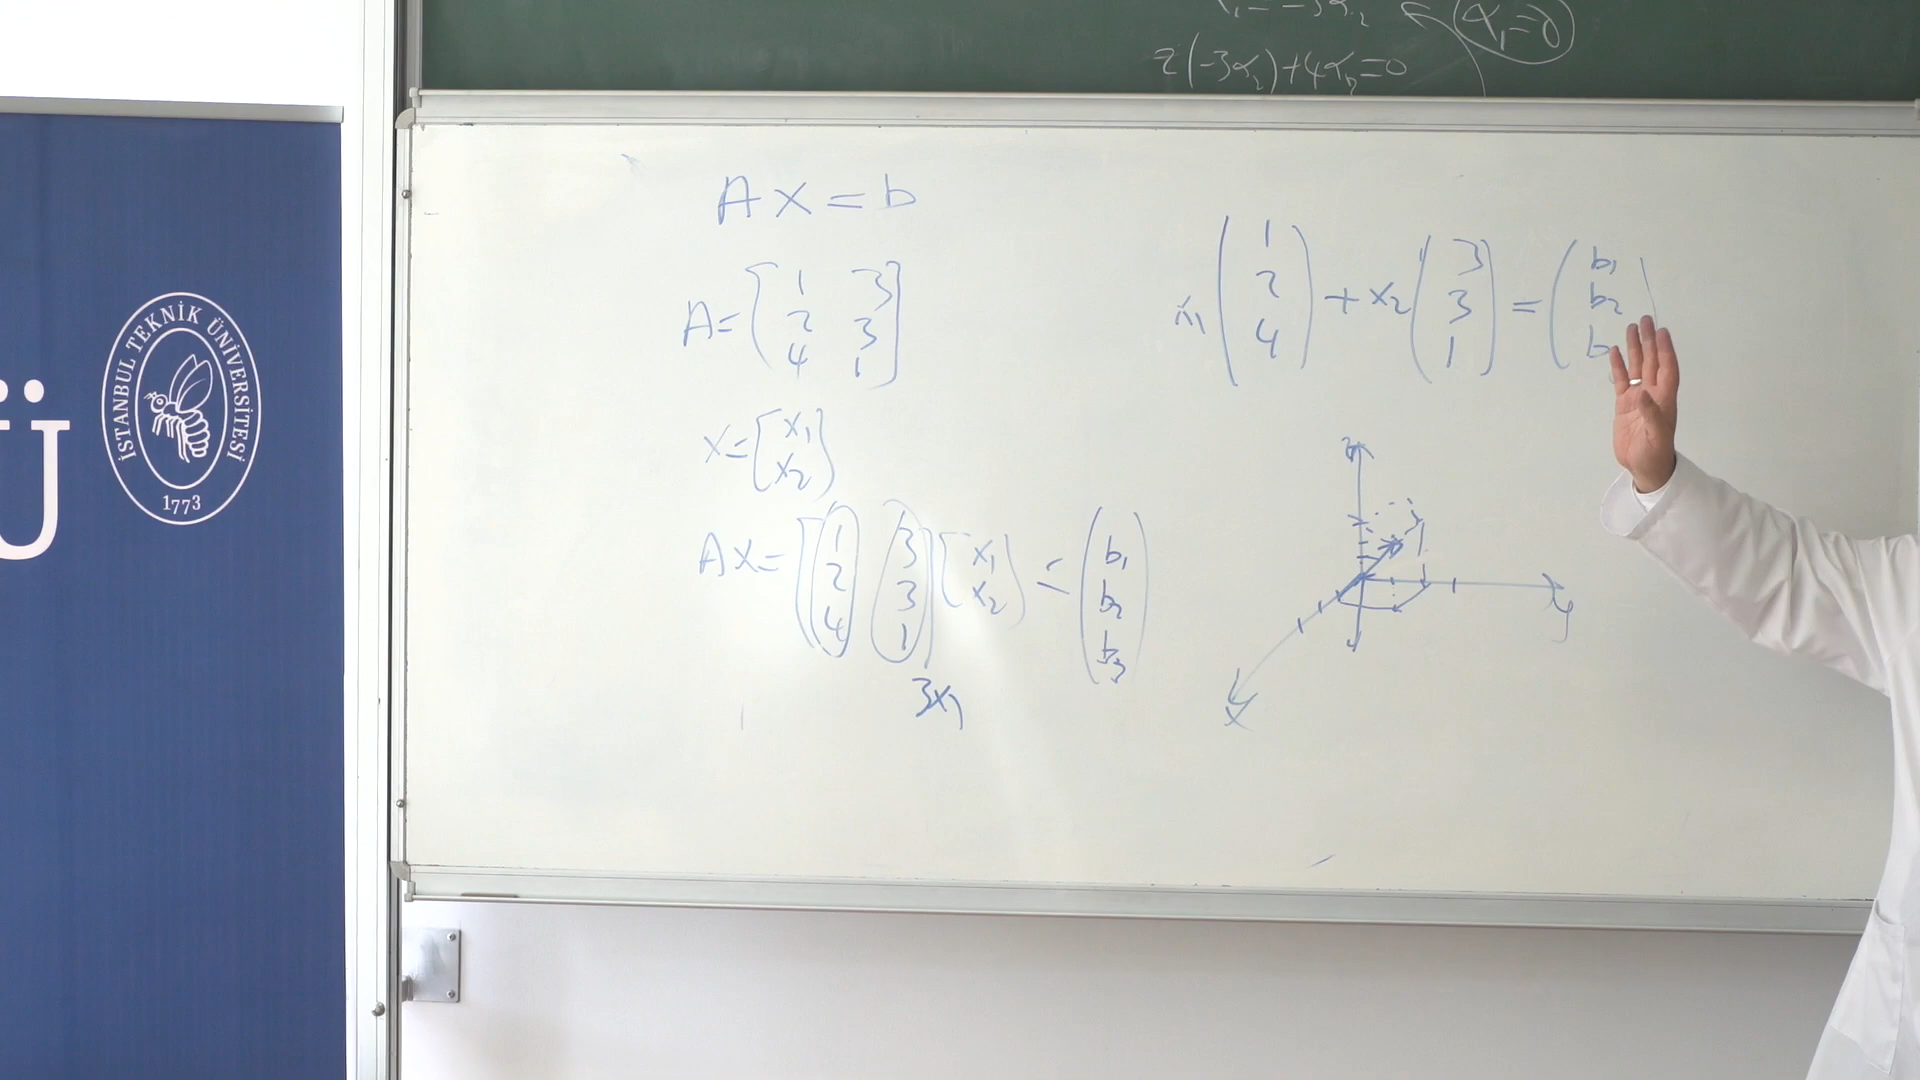 2(-3α₂)+4α₂=0
α₁=0
Ax=b
A=[1 3
2 3
4 1]
x=[x₁
x₂]
Ax=[1 3
2 3
4 1][x₁
x₂]=(b₁
b₂
b₃)
3x1
x₁(1
2
4)+x₂(3
3
1)=(b₁
b₂
b
z
y
x
Ü
İSTANBUL TEKNİK ÜNİVERSİTESİ
1773